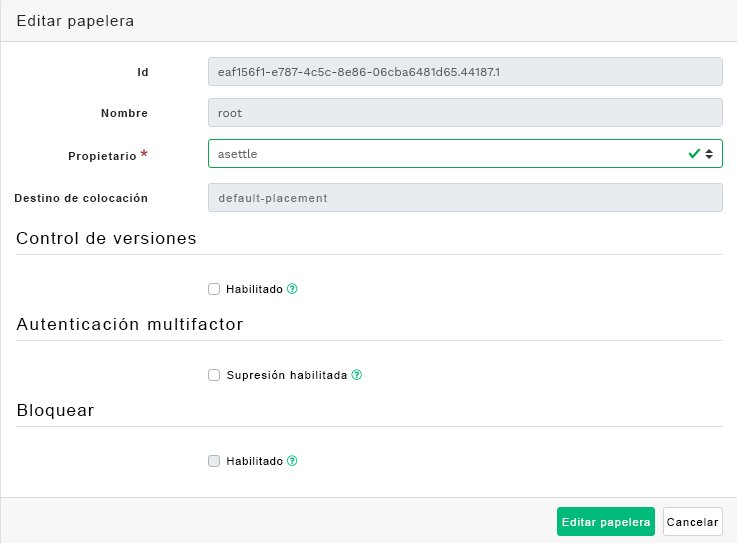 Editar papelera
Id eaf156f1-e787-4c5c-8e86-06cba6481d65.44187.1
Nombre root
Propietario * asettle
Destino de colocación default-placement
Control de versiones
Habilitado ?
Autenticación multifactor
Supresión habilitada ?
Bloquear
Habilitado ?
Editar papelera Cancelar